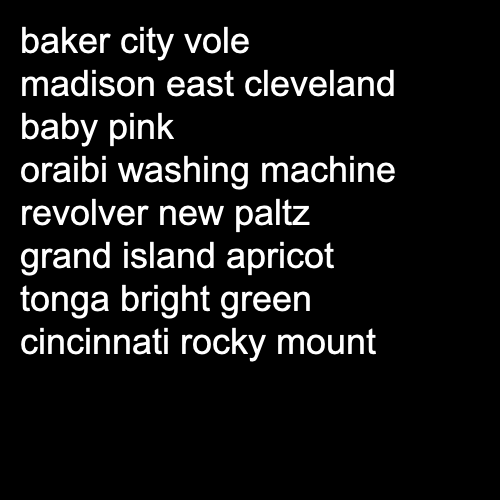 baker city vole
madison east cleveland
baby pink
oraibi washing machine
revolver new paltz
grand island apricot
tonga bright green
cincinnati rocky mount